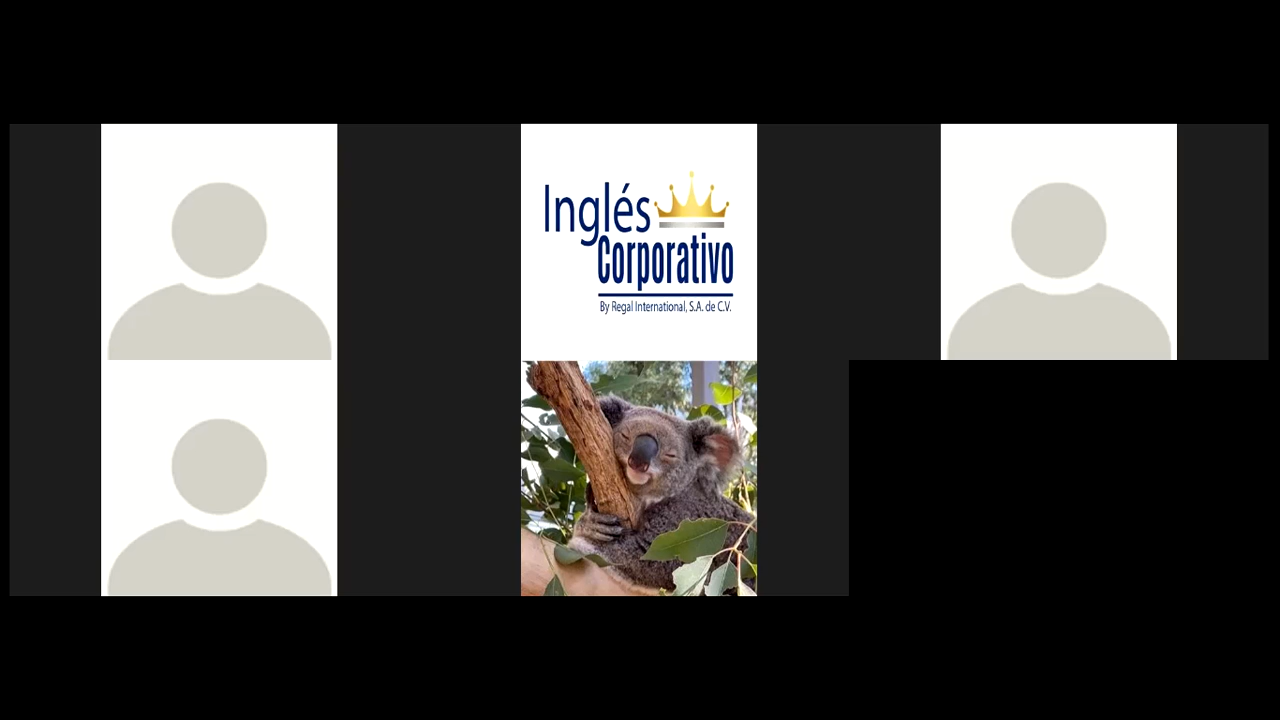 Inglés
Corporativo
By Regal International, S.A. de C.V.